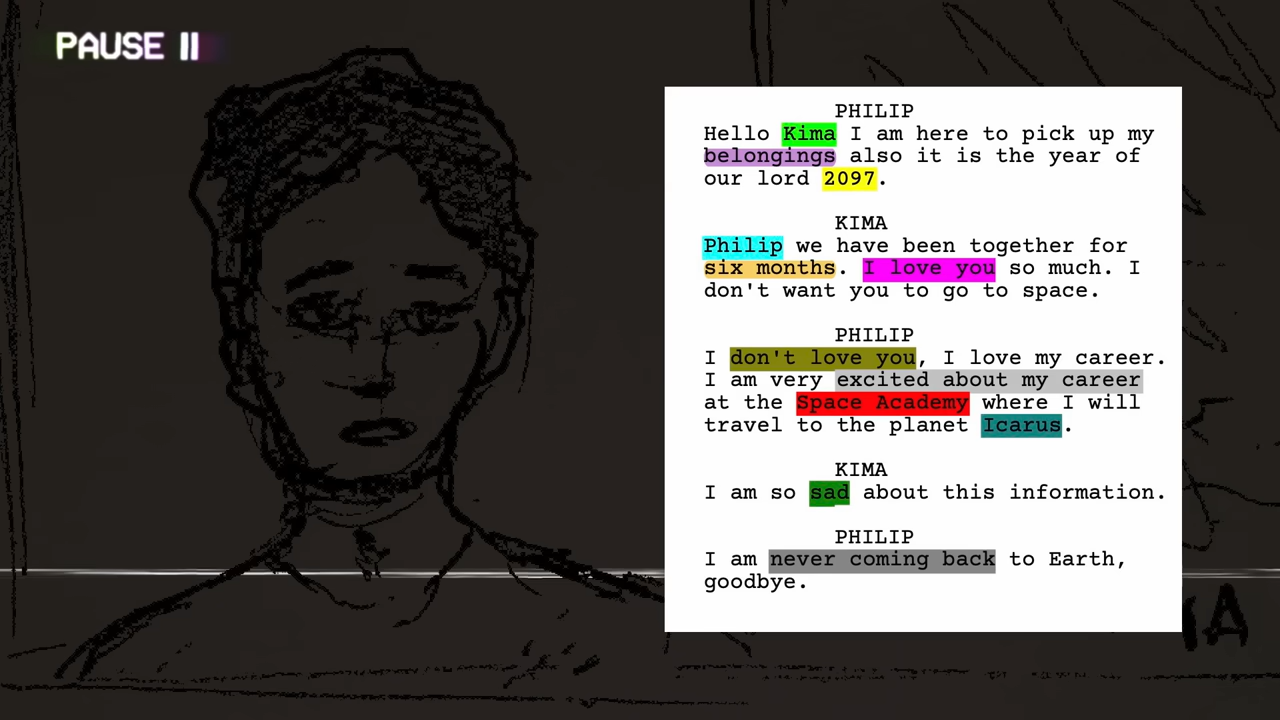 PAUSE
PHILIP
Hello Kima I am here to pick up my
belongings also it is the year of
our lord 2097.
KIMA
Philip we have been together for
six months. I love you so much. I
don't want you to go to space.
PHILIP
I don't love you, I love my career.
I am very excited about my career
at the Space Academy where I will
travel to the planet Icarus.
KIMA
I am so sad about this information.
PHILIP
I am never coming back to Earth,
goodbye.